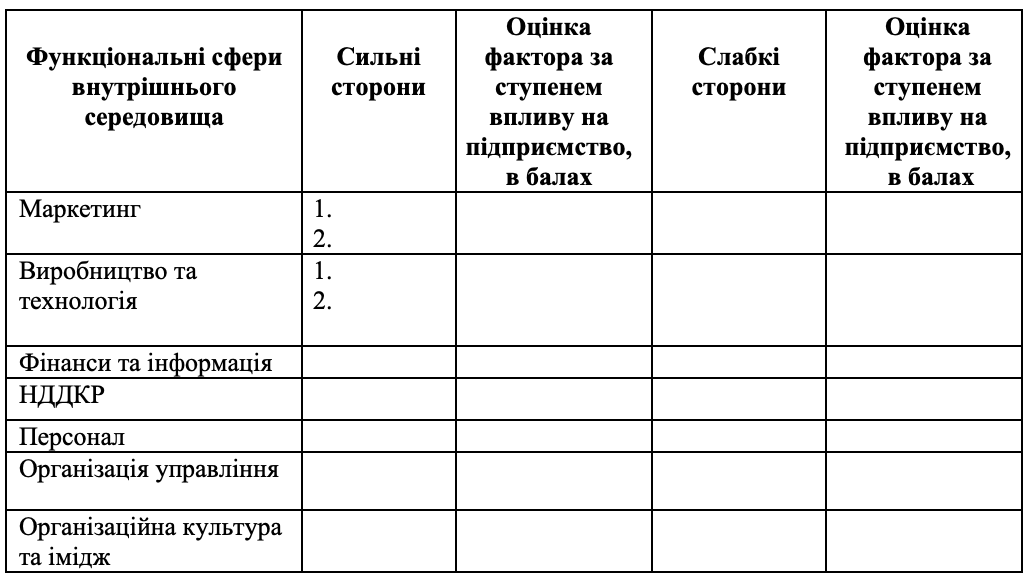 Функціональні сфери
внутрішнього
середовища
Сильні
сторони
Оцінка
фактора за
ступенем
впливу на
підприємство,
в балах
Слабкі
сторони
Оцінка
фактора за
ступенем
впливу на
підприємство,
в балах
Маркетинг
1.
2.
Виробництво та
технологія
1.
2.
Фінанси та інформація
НДДКР
Персонал
Організація управління
Організаційна культура
та імідж